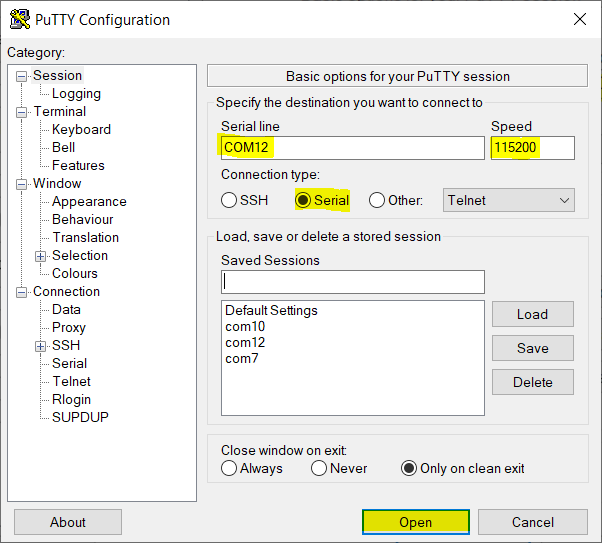 PuTTY Configuration
Category:
Session
Logging
Terminal
Keyboard
Bell
Features
Window
Appearance
Behaviour
Translation
Selection
Colours
Connection
Data
Proxy
SSH
Serial
Telnet
Rlogin
SUPDUP
Basic options for your PuTTY session
Specify the destination you want to connect to
Serial line Speed
COM12 115200
Connection type:
SSH Serial Other: Telnet
Load, save or delete a stored session
Saved Sessions
Default Settings
com10
com12
com7
Load
Save
Delete
Close window on exit:
Always Never Only on clean exit
About Open Cancel